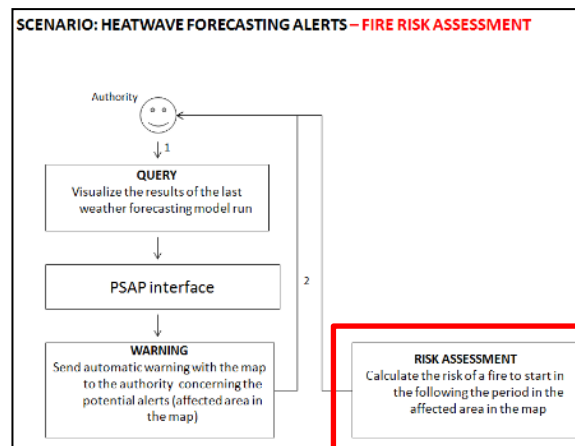 SCENARIO: HEATWAVE FORECASTING ALERTS – FIRE RISK ASSESSMENT
Authority
1
QUERY
Visualize the results of the last
weather forecasting model run
PSAP interface
2
WARNING
Send automatic warning with the map
to the authority concerning the
potential alerts (affected area in
the map)
RISK ASSESSMENT
Calculate the risk of a fire to start in
the following the period in the
affected area in the map